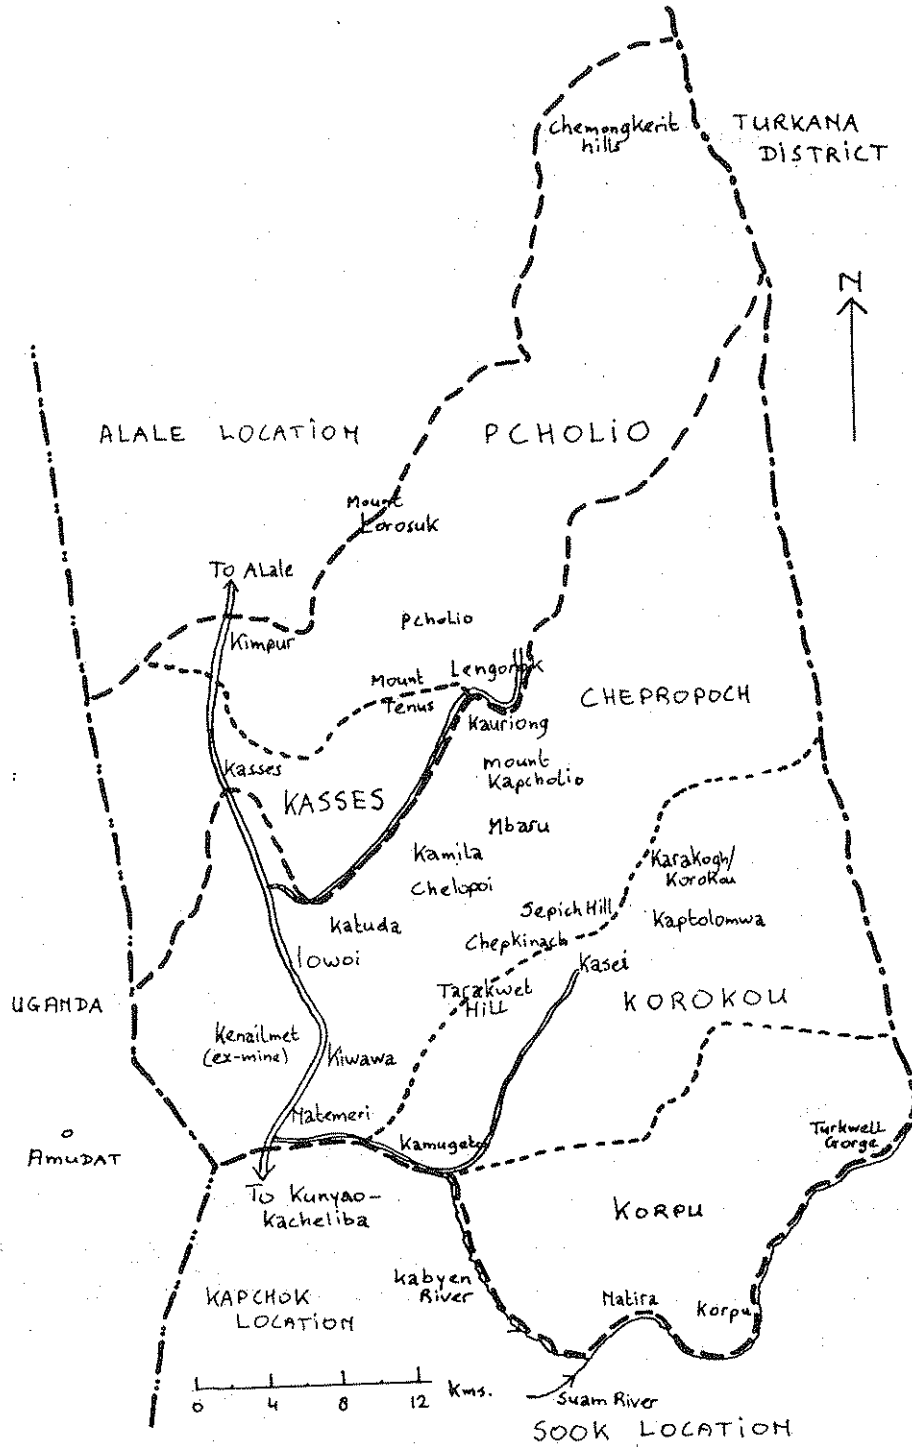 Chemongkerit
hills
TURKANA
DISTRICT
N
ALALE LOCATION
PCHOLIO
Mount
Lorosuk
To Alale
Kimpur
Pcholio
Mount
Tenus
Lengorok
Kauriong
CHEPROPOCH
Kasses
KASSES
mount
Kapcholio
Mbaru
Kamila
Chelopoi
Karakogh/
Korokou
Sepich Hill
Kaptolomwa
Katuda
Chepkinach
lowoi
Kasei
Tarakwet
Hill
KOROKOU
UGANDA
Kenailmet
(ex-mine)
Kiwawa
Natemeri
Kamugete
Turkwell
Gorge
AMUDAT
To Kunyao-
Kacheliba
KORPU
Kabyen
River
Natira
Korpu
KAPCHOK
LOCATION
0 4 8 12 Kms.
Suam River
SOOK LOCATION